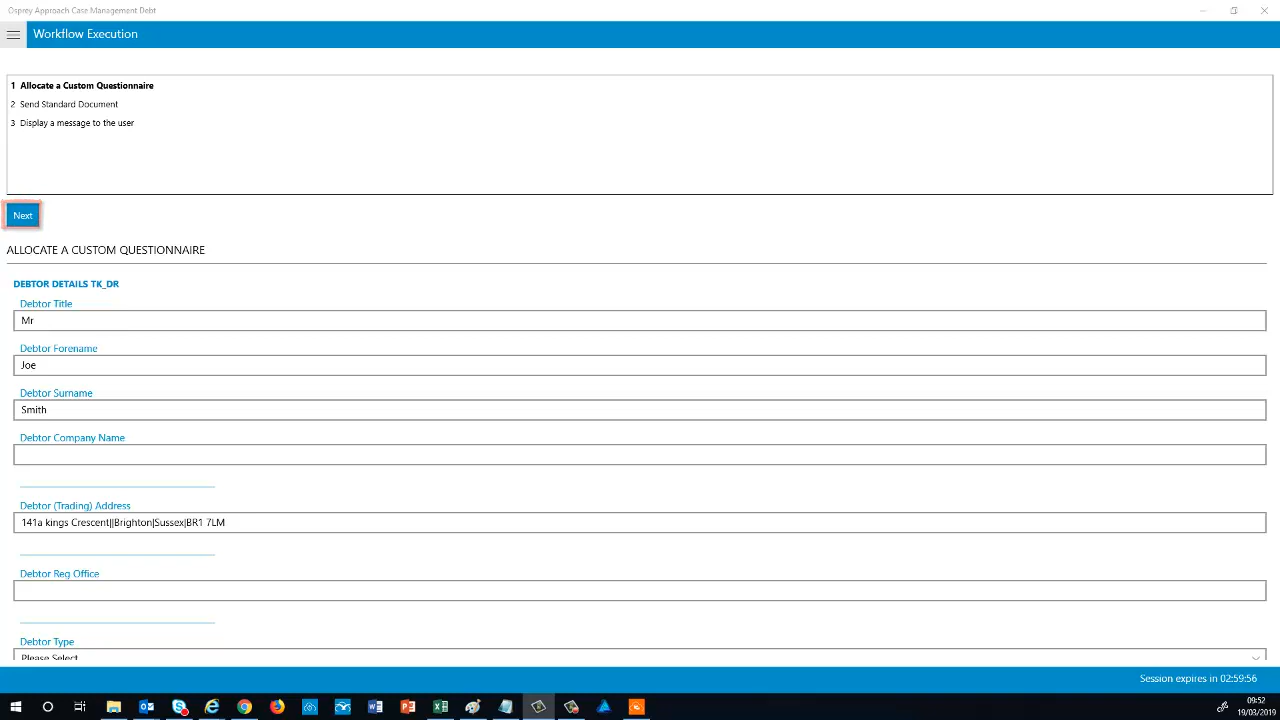 Osprey Approach Case Management Debt
Workflow Execution
1 Allocate a Custom Questionnaire
2 Send Standard Document
3 Display a message to the user
Next
ALLOCATE A CUSTOM QUESTIONNAIRE
DEBTOR DETAILS TK_DR
Debtor Title
Mr
Debtor Forename
Joe
Debtor Surname
Smith
Debtor Company Name
Debtor (Trading) Address
141a kings Crescent||Brighton|Sussex|BR1 7LM
Debtor Reg Office
Debtor Type
Please Select
Session expires in 02:59:56
09:52
19/08/2019